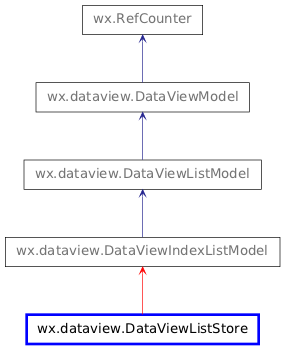 wx.RefCounter
wx.dataview.DataViewModel
wx.dataview.DataViewListModel
wx.dataview.DataViewIndexListModel
wx.dataview.DataViewListStore